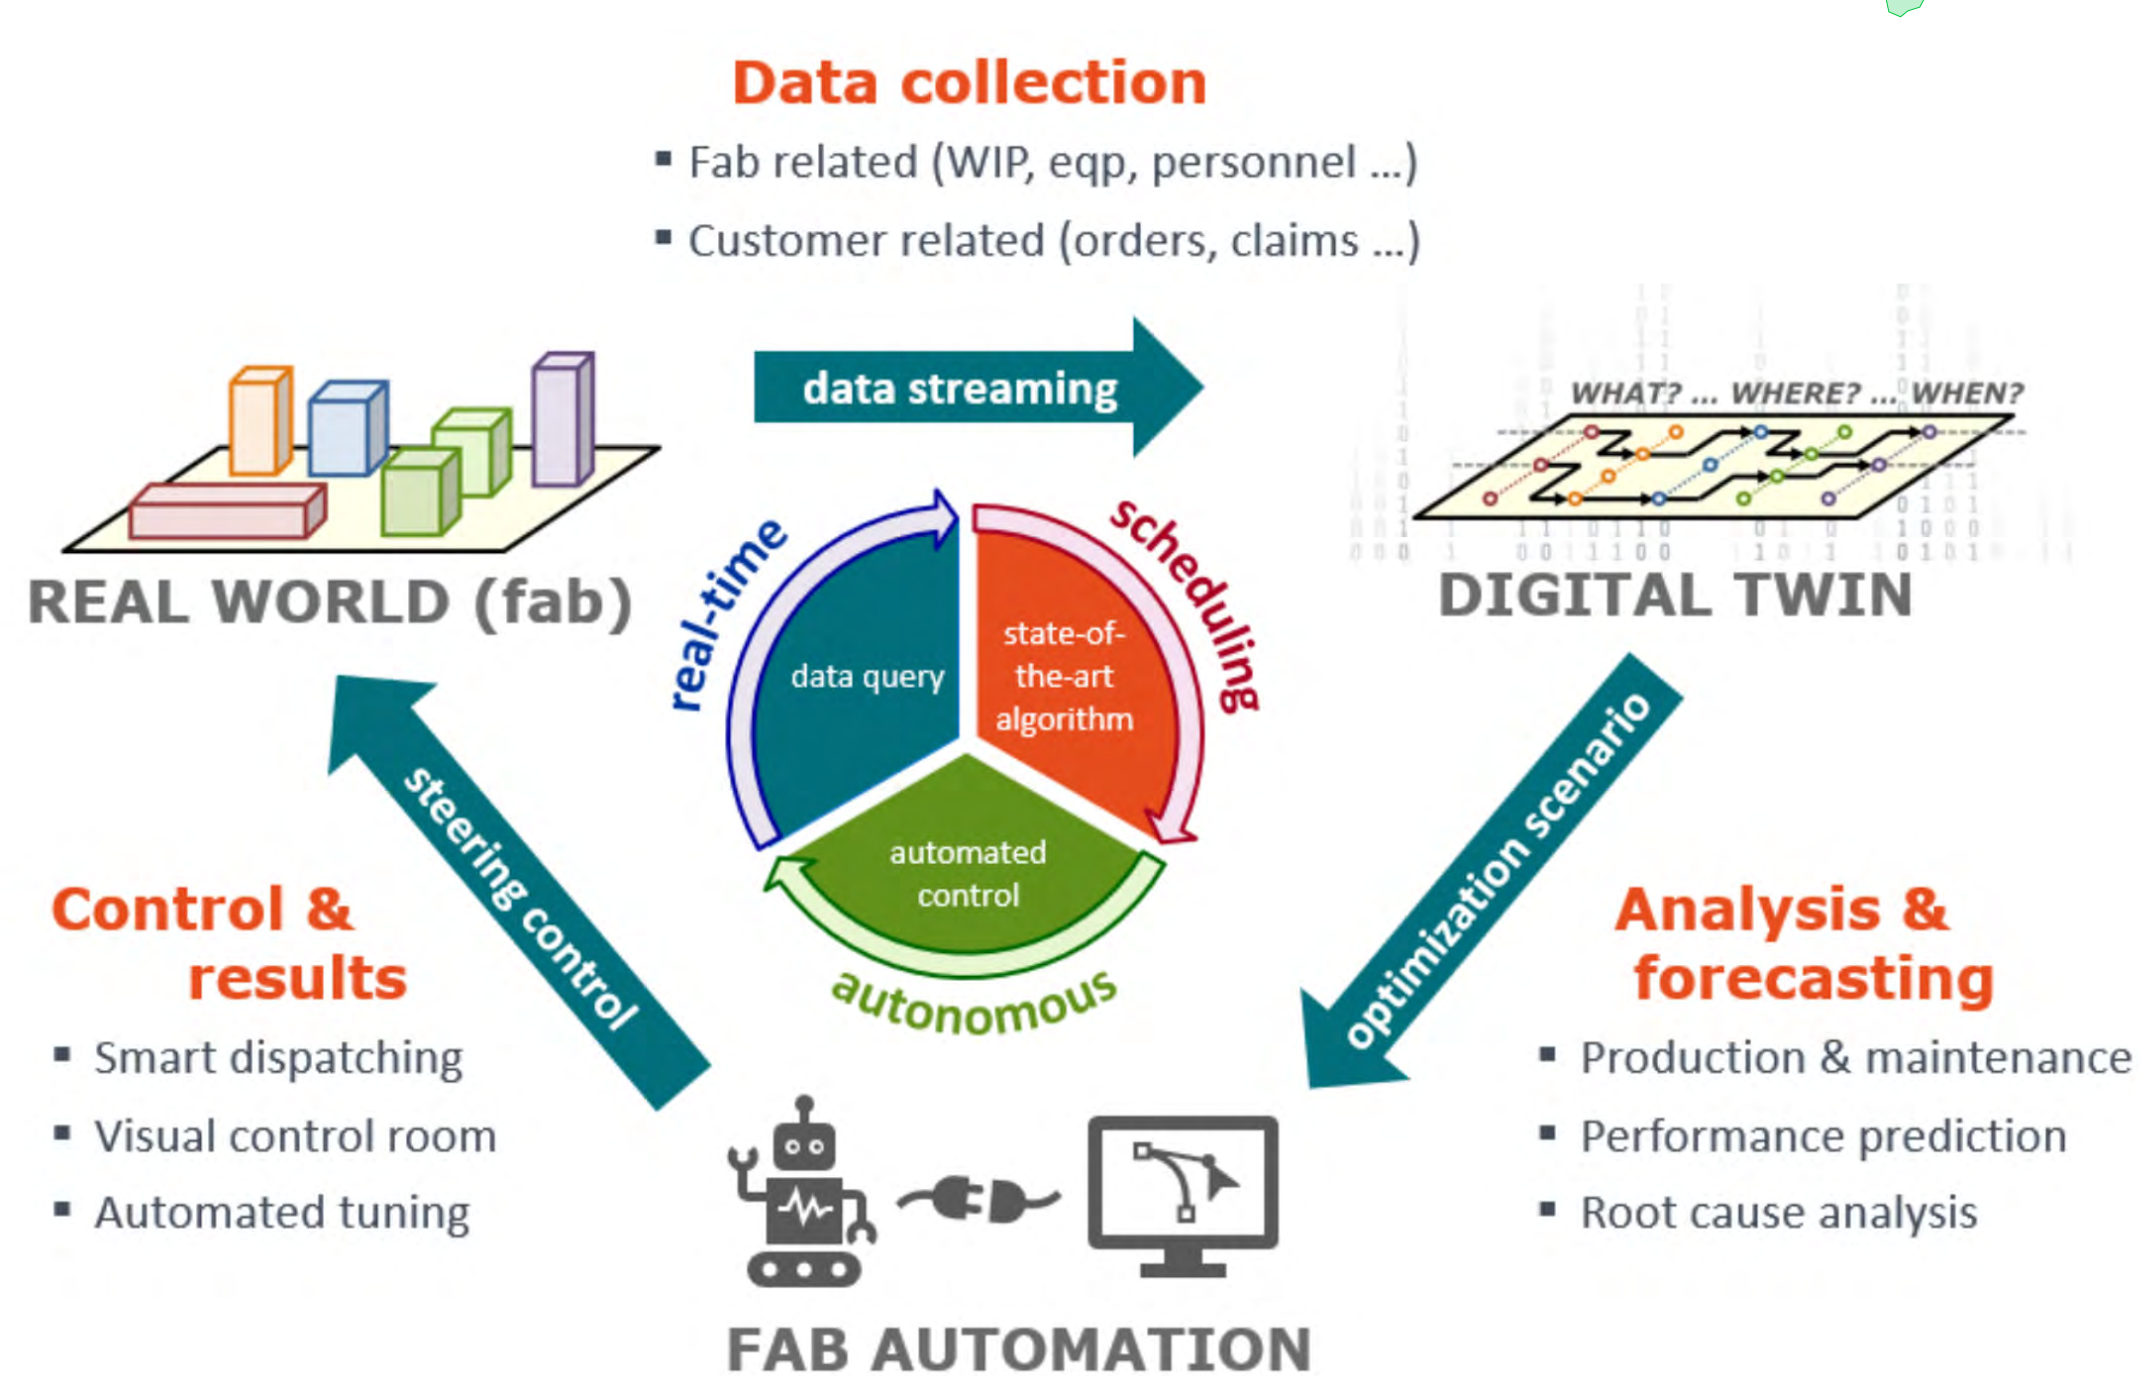 Data collection
▪ Fab related (WIP, eqp, personnel ...)
▪ Customer related (orders, claims ...)
data streaming
WHAT? ... WHERE? ... WHEN?
REAL WORLD (fab)
DIGITAL TWIN
real-time
scheduling
data query
state-of-
the-art
algorithm
automated
control
autonomous
steering control
optimization scenario
Control &
results
▪ Smart dispatching
▪ Visual control room
▪ Automated tuning
Analysis &
forecasting
▪ Production & maintenance
▪ Performance prediction
▪ Root cause analysis
FAB AUTOMATION